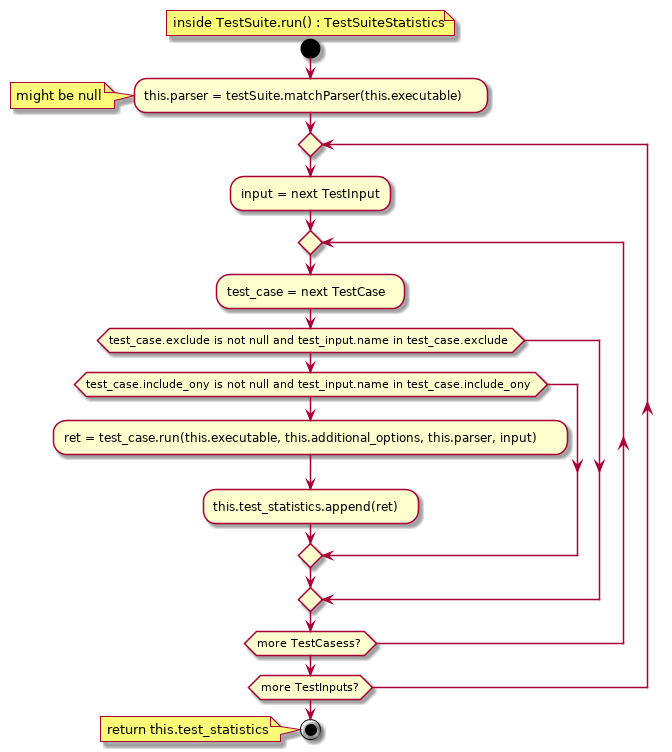 inside TestSuite.run() : TestSuiteStatistics
might be null
this.parser = testSuite.matchParser(this.executable)
input = next TestInput
test_case = next TestCase
test_case.exclude is not null and test_input.name in test_case.exclude
test_case.include_ony is not null and test_input.name in test_case.include_ony
ret = test_case.run(this.executable, this.additional_options, this.parser, input)
this.test_statistics.append(ret)
more TestCasess?
more TestInputs?
return this.test_statistics